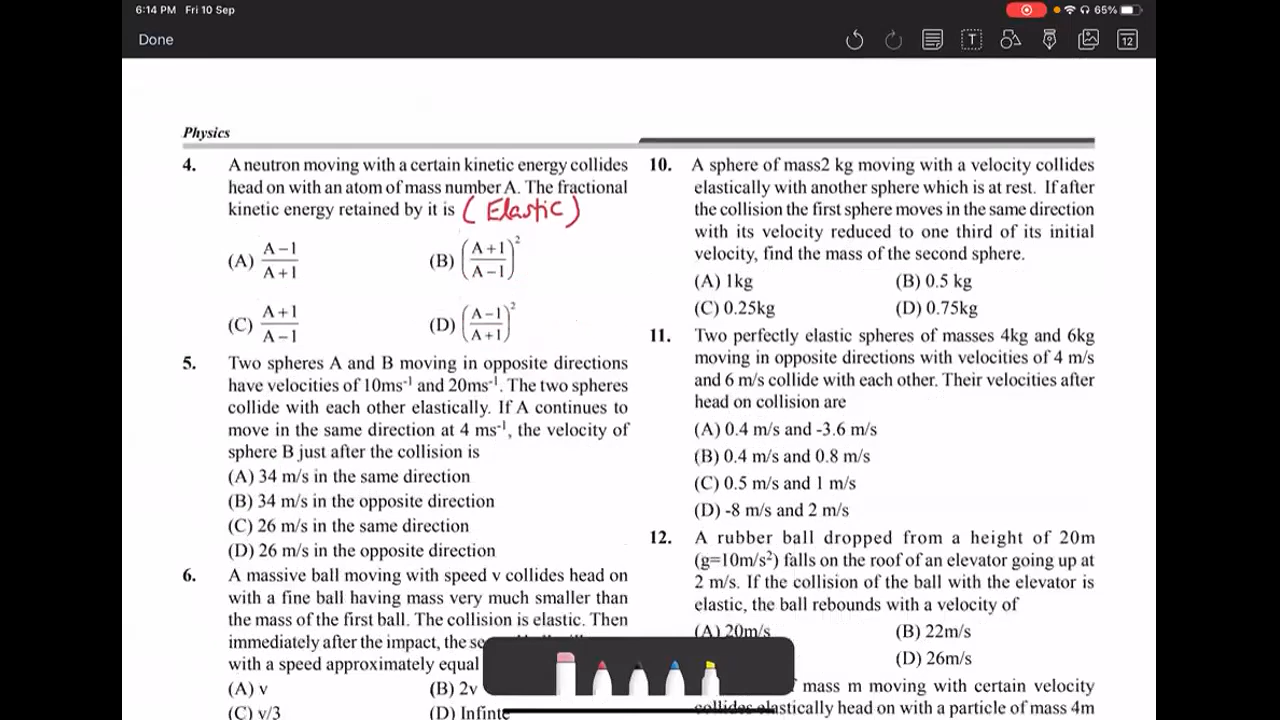 6:14 PM Fri 10 Sep
65%
Done
T
12
Physics
4. A neutron moving with a certain kinetic energy collides
head on with an atom of mass number A. The fractional
kinetic energy retained by it is (Elastic)
(A) A−1/A+1
(B) (A+1/A−1)²
(C) A+1/A−1
(D) (A−1/A+1)²
5. Two spheres A and B moving in opposite directions
have velocities of 10ms⁻¹ and 20ms⁻¹. The two spheres
collide with each other elastically. If A continues to
move in the same direction at 4 ms⁻¹, the velocity of
sphere B just after the collision is
(A) 34 m/s in the same direction
(B) 34 m/s in the opposite direction
(C) 26 m/s in the same direction
(D) 26 m/s in the opposite direction
6. A massive ball moving with speed v collides head on
with a fine ball having mass very much smaller than
the mass of the first ball. The collision is elastic. Then
immediately after the impact, the
with a speed approximately equal
(A) v
(B) 2v
(C) v/3
(D) Infinte
10. A sphere of mass2 kg moving with a velocity collides
elastically with another sphere which is at rest. If after
the collision the first sphere moves in the same direction
with its velocity reduced to one third of its initial
velocity, find the mass of the second sphere.
(A) 1kg
(B) 0.5 kg
(C) 0.25kg
(D) 0.75kg
11. Two perfectly elastic spheres of masses 4kg and 6kg
moving in opposite directions with velocities of 4 m/s
and 6 m/s collide with each other. Their velocities after
head on collision are
(A) 0.4 m/s and -3.6 m/s
(B) 0.4 m/s and 0.8 m/s
(C) 0.5 m/s and 1 m/s
(D) -8 m/s and 2 m/s
12. A rubber ball dropped from a height of 20m
(g=10m/s²) falls on the roof of an elevator going up at
2 m/s. If the collision of the ball with the elevator is
elastic, the ball rebounds with a velocity of
(A) 20m/s
(B) 22m/s
(D) 26m/s
mass m moving with certain velocity
collides elastically head on with a particle of mass 4m